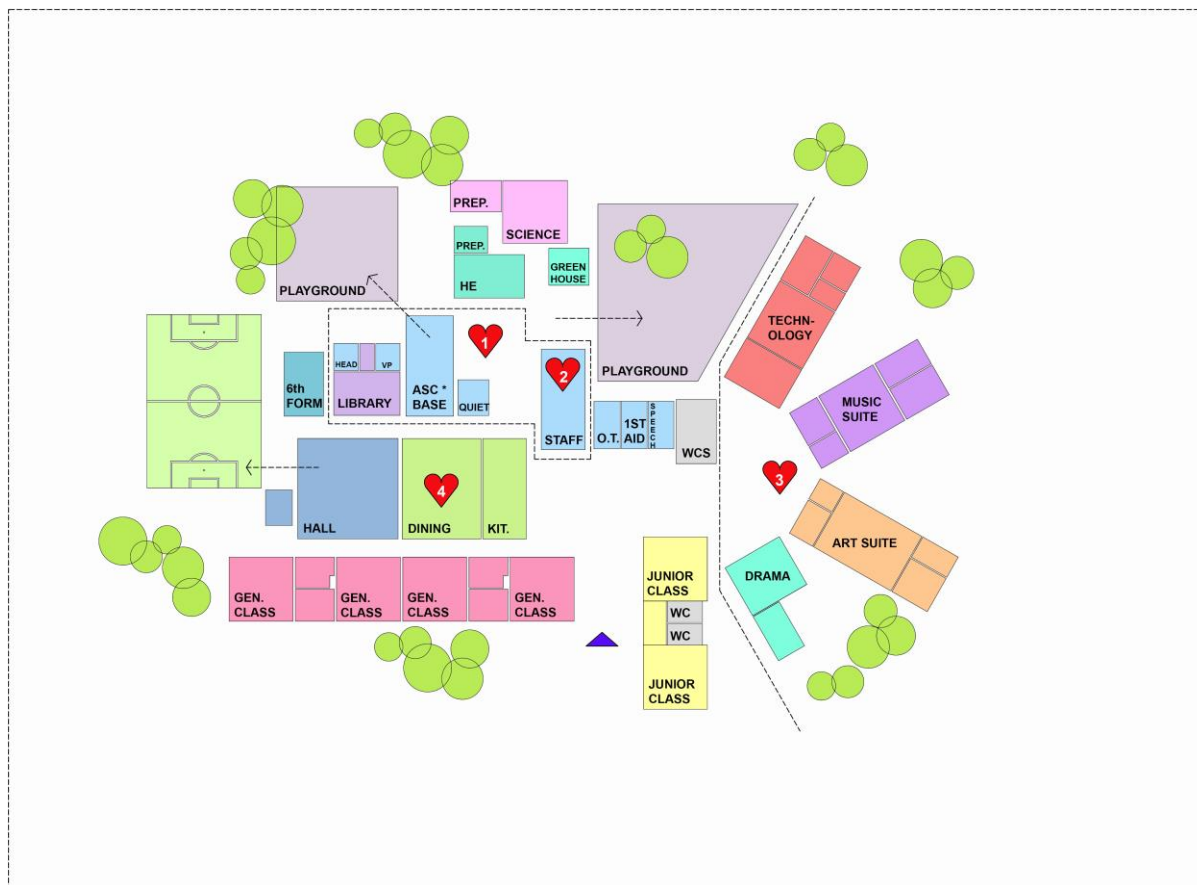 PREP.
SCIENCE
PREP.
HE
GREEN
HOUSE
PLAYGROUND
PLAYGROUND
TECHN-
OLOGY
1
2
HEAD
VP
LIBRARY
6th
FORM
ASC *
BASE
QUIET
STAFF
O.T.
1ST
AID
SPEECH
WCS
MUSIC
SUITE
3
4
HALL
DINING
KIT.
ART SUITE
DRAMA
JUNIOR
CLASS
WC
WC
JUNIOR
CLASS
GEN.
CLASS
GEN.
CLASS
GEN.
CLASS
GEN.
CLASS